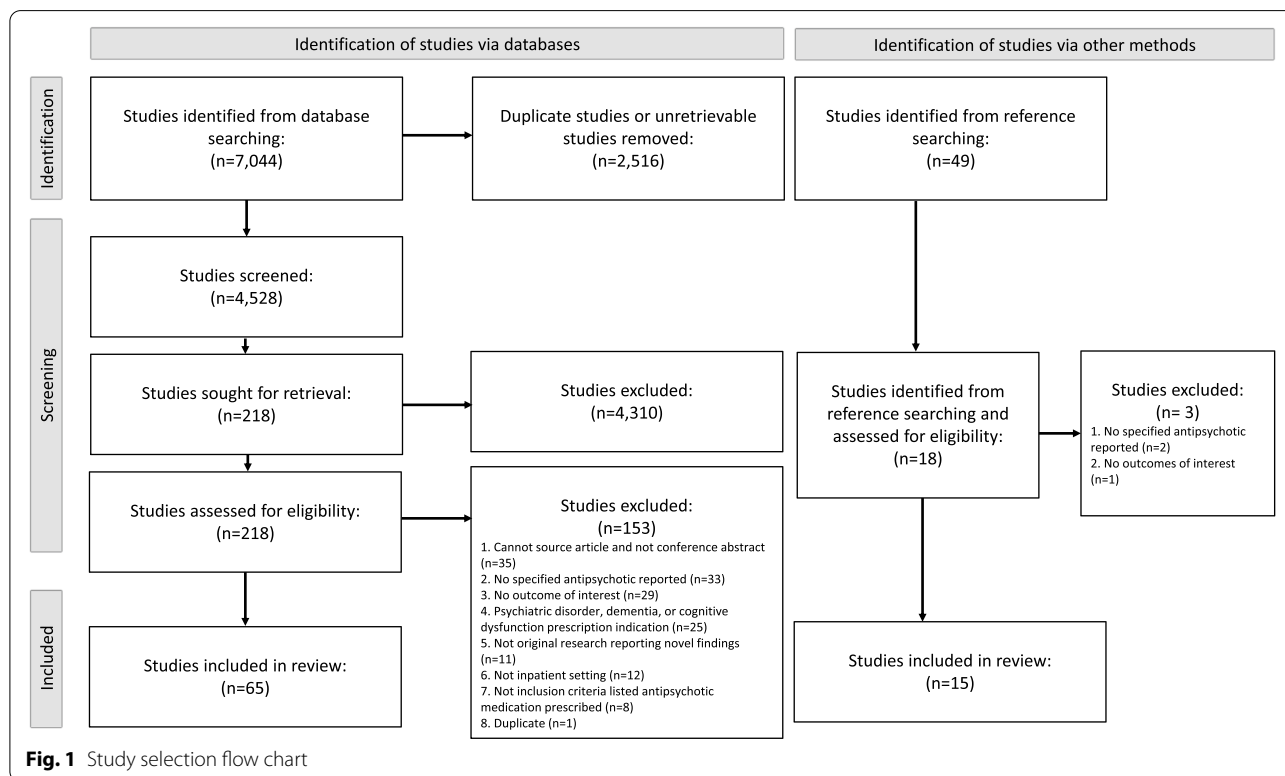 Identification of studies via databases
Identification of studies via other methods
Identification
Studies identified from database
searching:
(n=7,044)
Duplicate studies or unretrievable
studies removed:
(n=2,516)
Studies identified from reference
searching:
(n=49)
Screening
Studies screened:
(n=4,528)
Studies sought for retrieval:
(n=218)
Studies excluded:
(n=4,310)
Studies identified from
reference searching and
assessed for eligibility:
(n=18)
Studies excluded:
(n= 3)
1. No specified antipsychotic
reported (n=2)
2. No outcomes of interest
(n=1)
Studies assessed for eligibility:
(n=218)
Studies excluded:
(n=153)
1. Cannot source article and not conference abstract
(n=35)
2. No specified antipsychotic reported (n=33)
3. No outcome of interest (n=29)
4. Psychiatric disorder, dementia, or cognitive
dysfunction prescription indication (n=25)
5. Not original research reporting novel findings
(n=11)
6. Not inpatient setting (n=12)
7. Not inclusion criteria listed antipsychotic
medication prescribed (n=8)
8. Duplicate (n=1)
Included
Studies included in review:
(n=65)
Studies included in review:
(n=15)
Fig. 1 Study selection flow chart